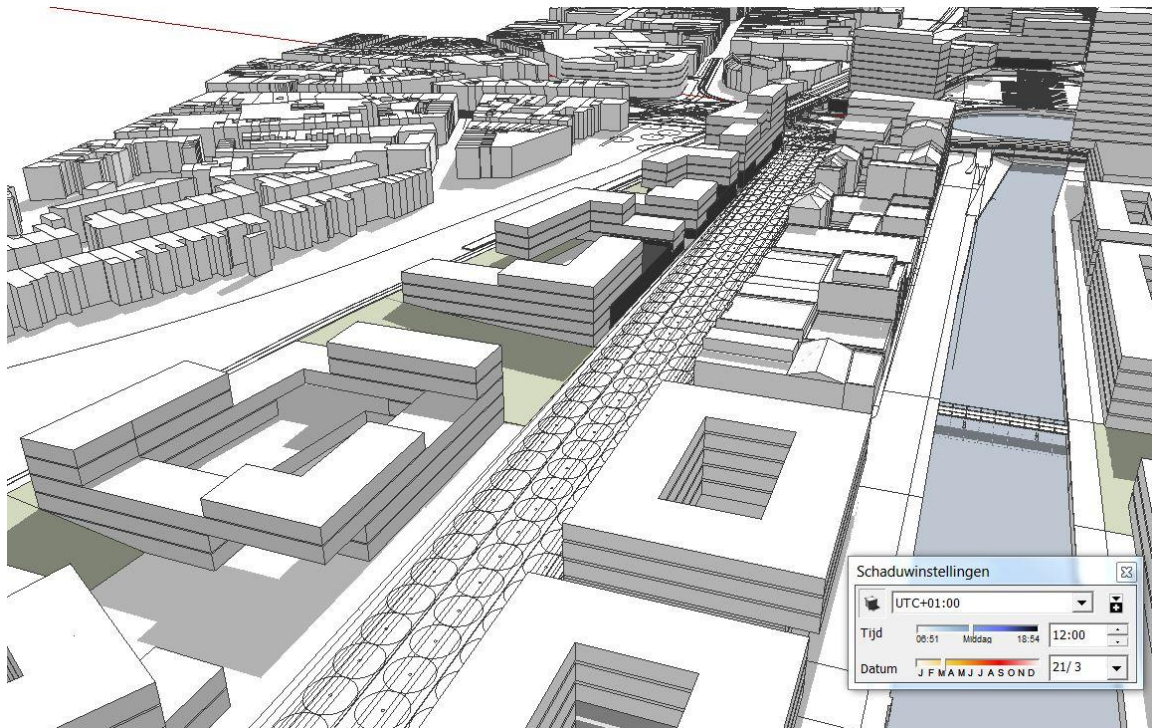 Schaduwinstellingen
UTC+01:00
Tijd 06:51 Middag 18:54 12:00
Datum J F M A M J J A S O N D 21/ 3